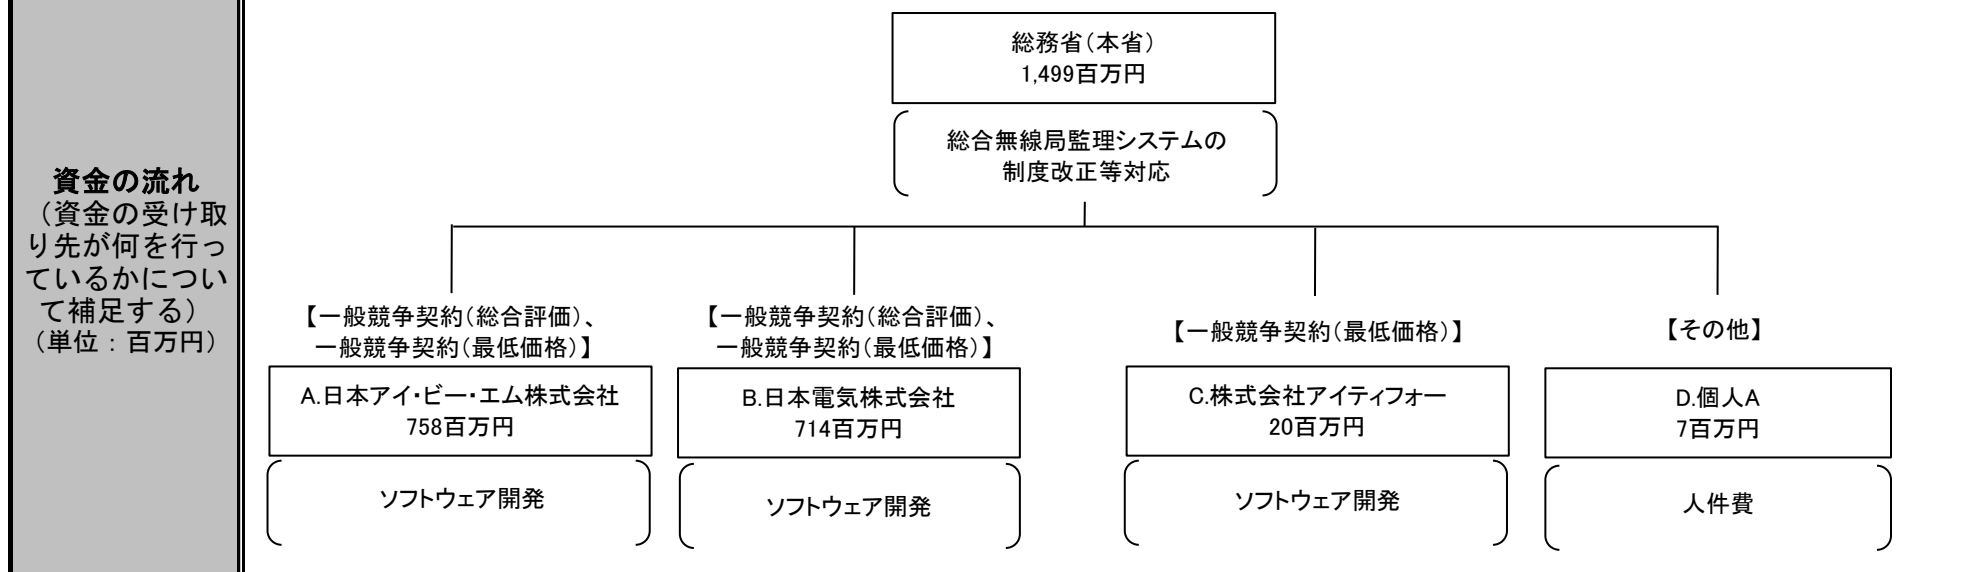 資金の流れ
（資金の受け取
り先が何を行っ
ているかについ
て補足する）
（単位：百万円）
総務省（本省）
1,499百万円
総合無線局監理システムの
制度改正等対応
【一般競争契約（総合評価）、
一般競争契約（最低価格）】
A.日本アイ・ビー・エム株式会社
758百万円
ソフトウェア開発
【一般競争契約（総合評価）、
一般競争契約（最低価格）】
B.日本電気株式会社
714百万円
ソフトウェア開発
【一般競争契約（最低価格）】
C.株式会社アイティフォー
20百万円
ソフトウェア開発
【その他】
D.個人A
7百万円
人件費